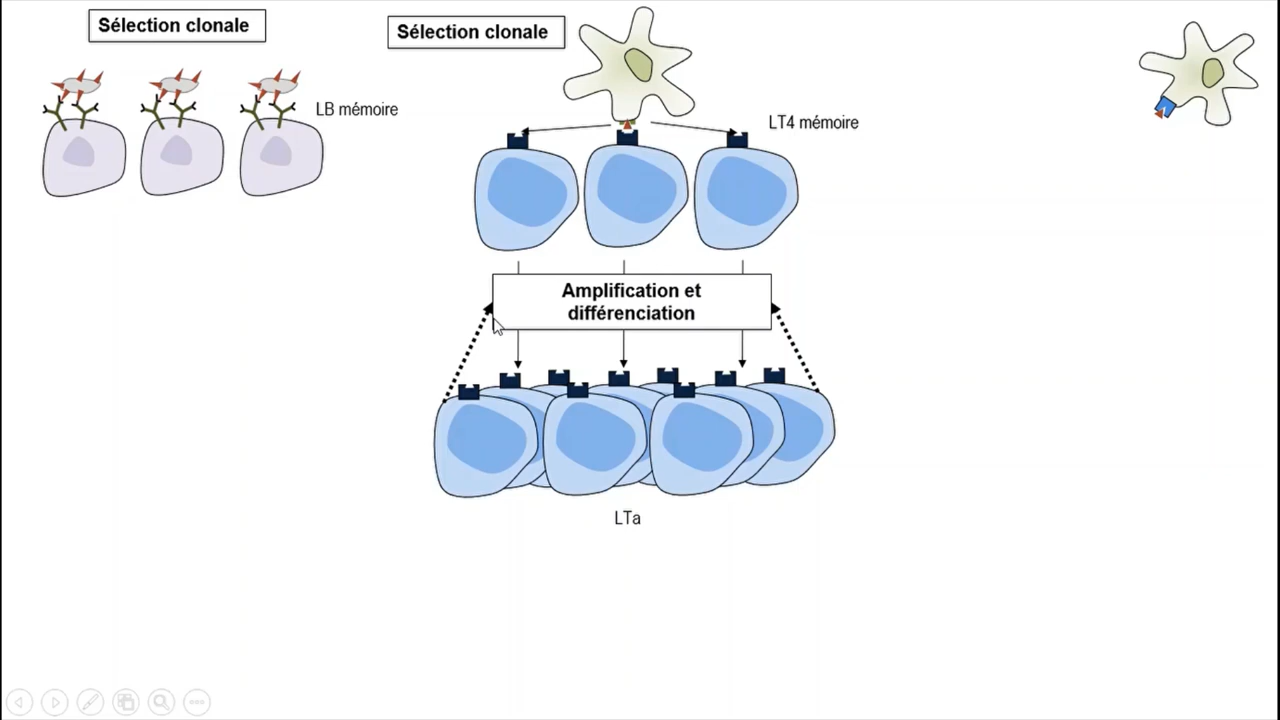 Sélection clonale
Sélection clonale
LB mémoire
LT4 mémoire
Amplification et
différenciation
LTa